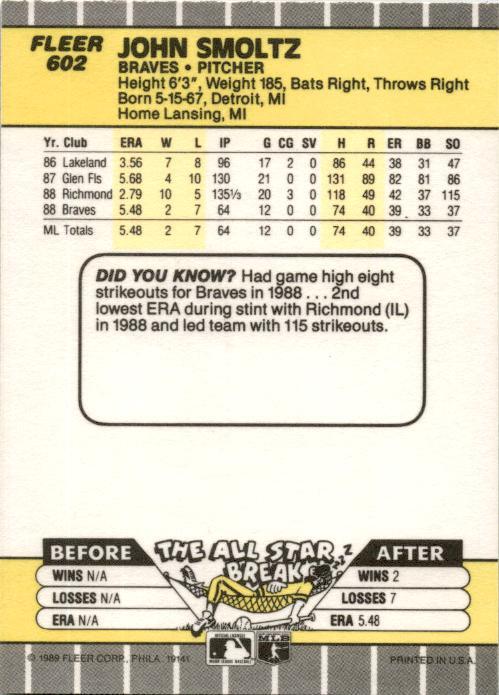 FLEER
602
JOHN SMOLTZ
BRAVES • PITCHER
Height 6'3", Weight 185, Bats Right, Throws Right
Born 5-15-67, Detroit, MI
Home Lansing, MI
Yr. Club ERA W L IP G CG SV H R ER BB SO
86 Lakeland 3.56 7 8 96 17 2 0 86 44 38 31 47
87 Glen Fls 5.68 4 10 130 21 0 0 131 89 82 81 86
88 Richmond 2.79 10 5 135⅓ 20 3 0 118 49 42 37 115
88 Braves 5.48 2 7 64 12 0 0 74 40 39 33 37
ML Totals 5.48 2 7 64 12 0 0 74 40 39 33 37
DID YOU KNOW? Had game high eight
strikeouts for Braves in 1988 . . . 2nd
lowest ERA during stint with Richmond (IL)
in 1988 and led team with 115 strikeouts.
THE ALL STAR
BREAK
zzz
BEFORE
WINS N/A
LOSSES N/A
ERA N/A
AFTER
WINS 2
LOSSES 7
ERA 5.48
MLB
© 1989 FLEER CORP., PHILA. 19141
PRINTED IN U.S.A.